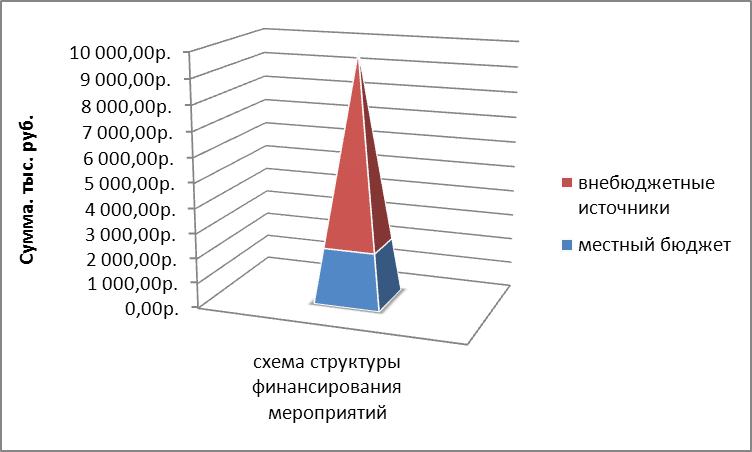 10 000,00р.
9 000,00р.
8 000,00р.
7 000,00р.
6 000,00р.
5 000,00р.
4 000,00р.
3 000,00р.
2 000,00р.
1 000,00р.
0,00р.
Сумма. тыс. руб.
схема структуры
финансирования
мероприятий
внебюджетные
источники
местный бюджет